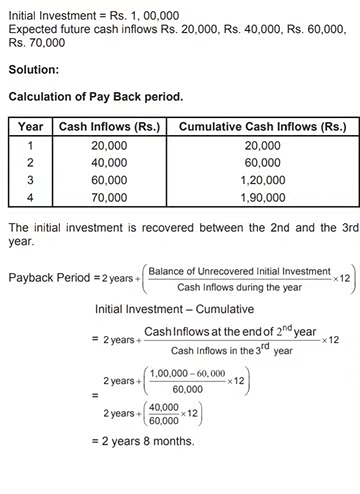 Initial Investment = Rs. 1, 00,000
Expected future cash inflows Rs. 20,000, Rs. 40,000, Rs. 60,000,
Rs. 70,000
Solution:
Calculation of Pay Back period.
Year Cash Inflows (Rs.) Cumulative Cash Inflows (Rs.)
1 20,000 20,000
2 40,000 60,000
3 60,000 1,20,000
4 70,000 1,90,000
The initial investment is recovered between the 2nd and the 3rd
year.
Payback Period = 2 years + (Balance of Unrecovered Initial Investment / Cash Inflows during the year × 12)
Initial Investment – Cumulative
= 2 years + Cash Inflows at the end of 2nd year / Cash Inflows in the 3rd year × 12
= 2 years + (1,00,000 – 60,000 / 60,000 × 12)
2 years + (40,000 / 60,000 × 12)
= 2 years 8 months.